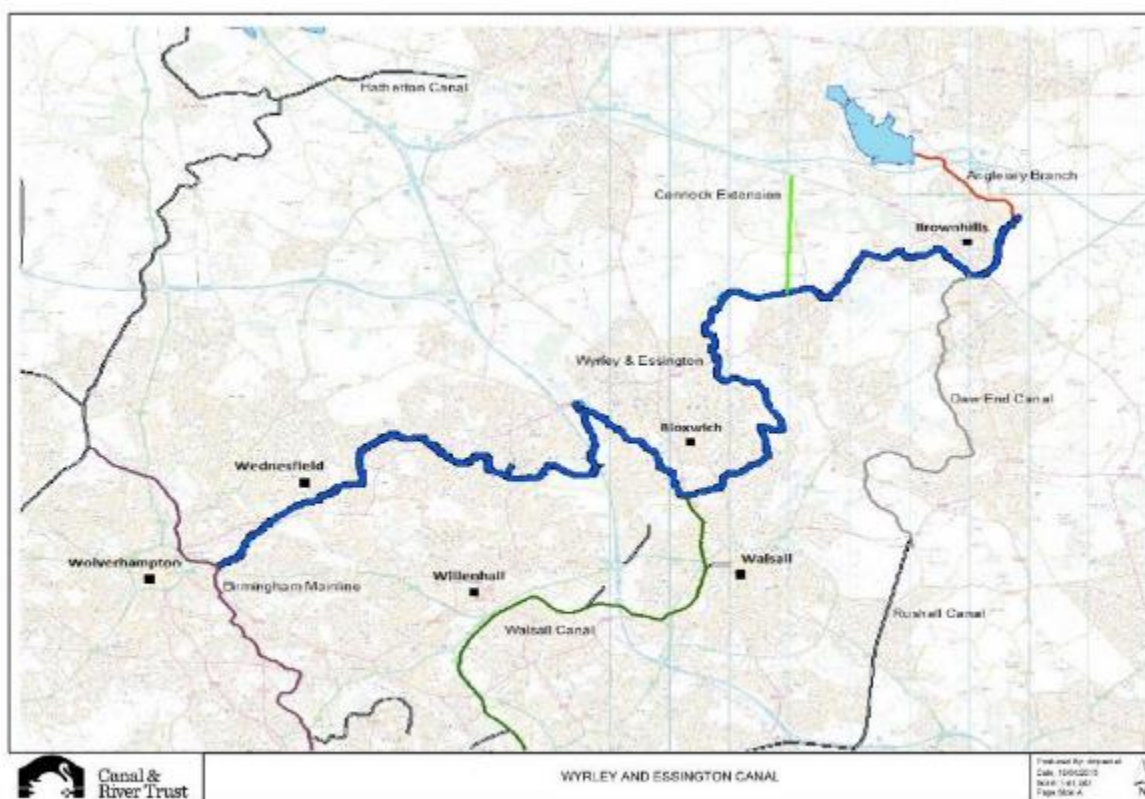 Hatherton Canal
Anglesey Branch
Cannock Extension
Brownhills
Wyrley & Essington
Daw End Canal
Bloxwich
Wednesfield
Wolverhampton
Birmingham Mainline
Willenhall
Walsall
Walsall Canal
Rushall Canal
Canal &
River Trust
WYRLEY AND ESSINGTON CANAL